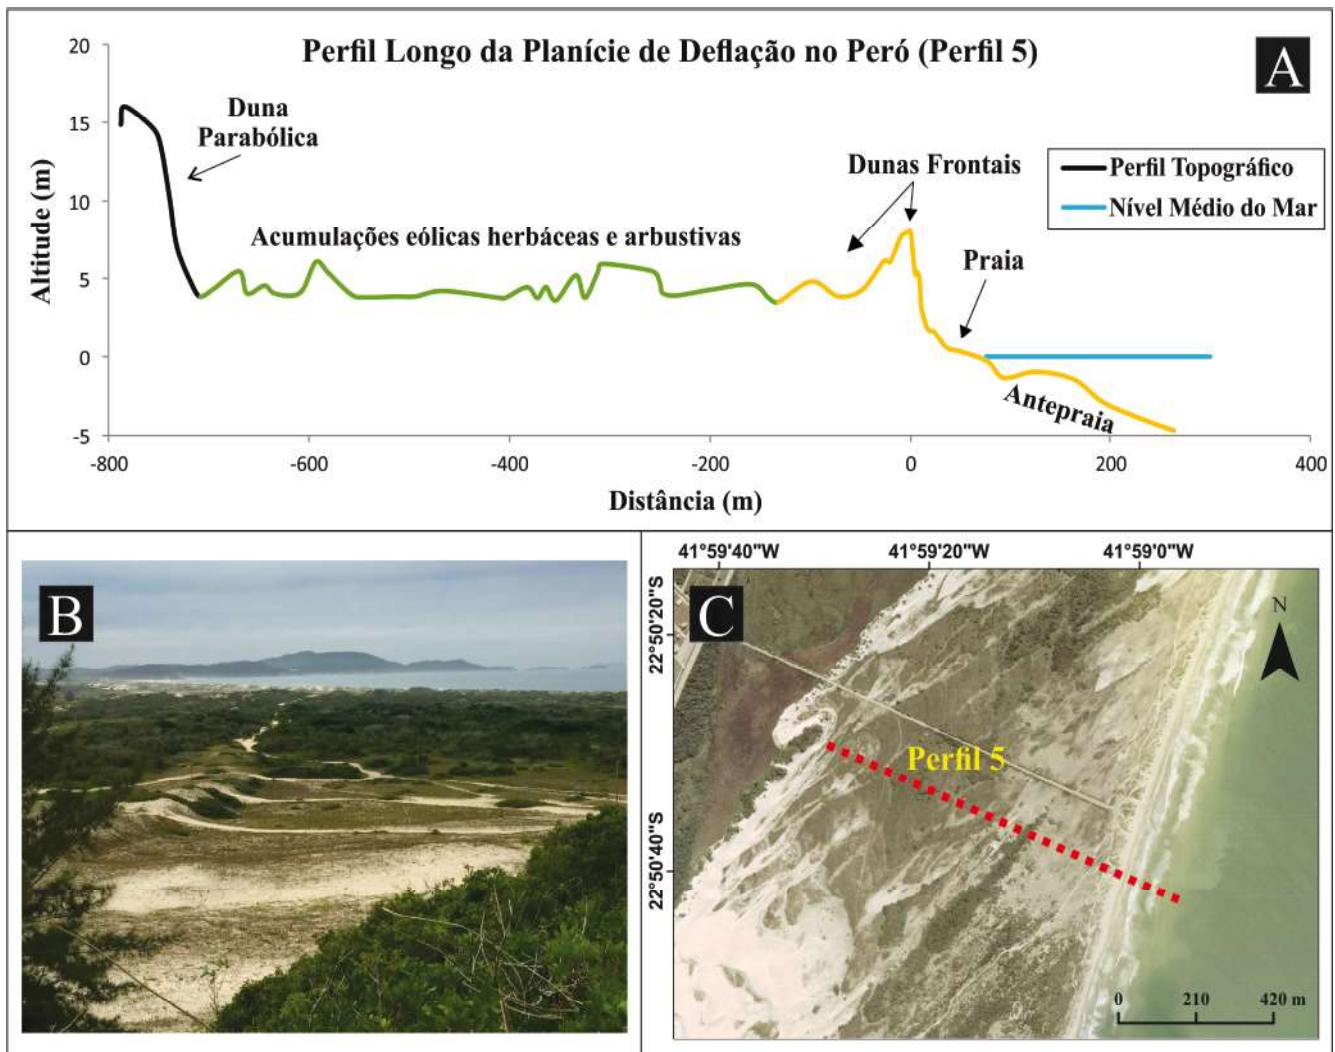 Perfil Longo da Planície de Deflação no Peró (Perfil 5)
A
20
15
10
5
0
-5
Altitude (m)
Duna
Parabólica
Acumulações eólicas herbáceas e arbustivas
Dunas Frontais
Praia
Antepraia
Perfil Topográfico
Nível Médio do Mar
-800
-600
-400
-200
0
200
400
Distância (m)
B
C
41°59'40"W
41°59'20"W
41°59'0"W
22°50'20"S
22°50'40"S
N
Perfil 5
0
210
420 m